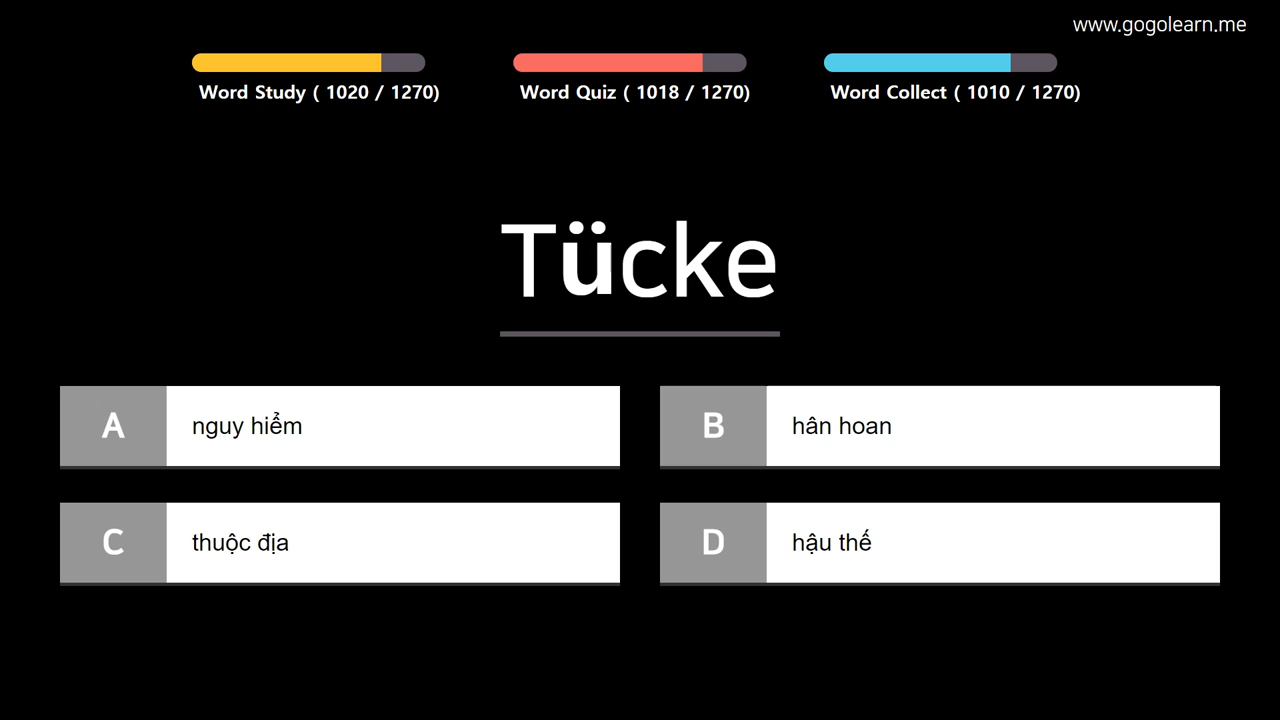 www.gogolearn.me
Word Study ( 1020 / 1270)
Word Quiz ( 1018 / 1270)
Word Collect ( 1010 / 1270)
Tücke
A nguy hiểm
B hân hoan
C thuộc địa
D hậu thế